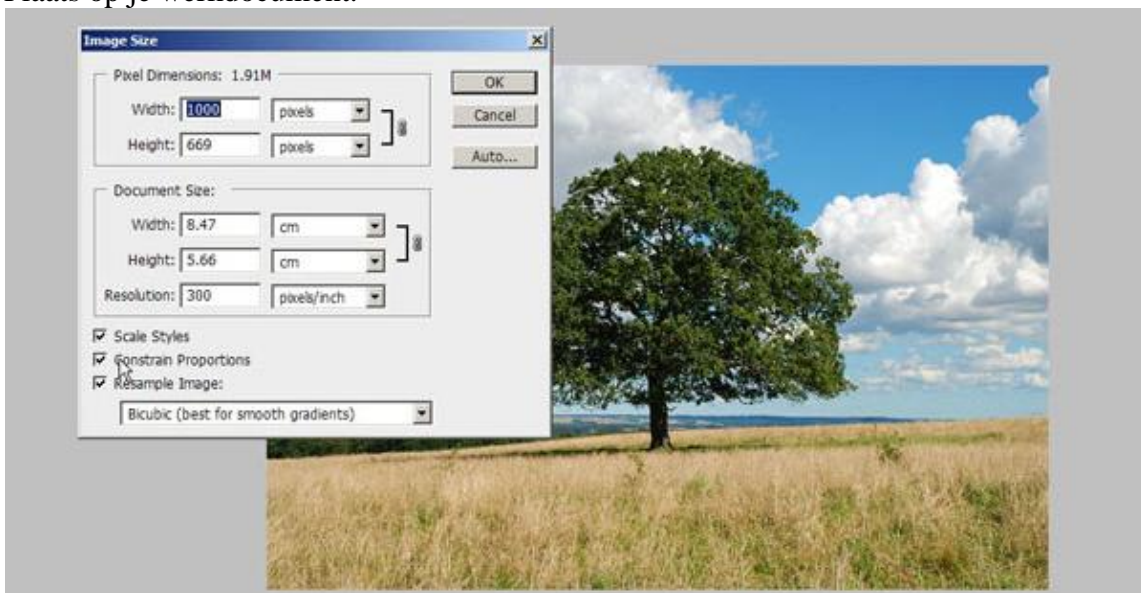 Plaats op je werkdocument.
Image Size
Pixel Dimensions: 1.91M
Width: 1000 pixels
Height: 669 pixels
Document Size:
Width: 8.47 cm
Height: 5.66 cm
Resolution: 300 pixels/inch
Scale Styles
Constrain Proportions
Resample Image:
Bicubic (best for smooth gradients)
OK
Cancel
Auto...